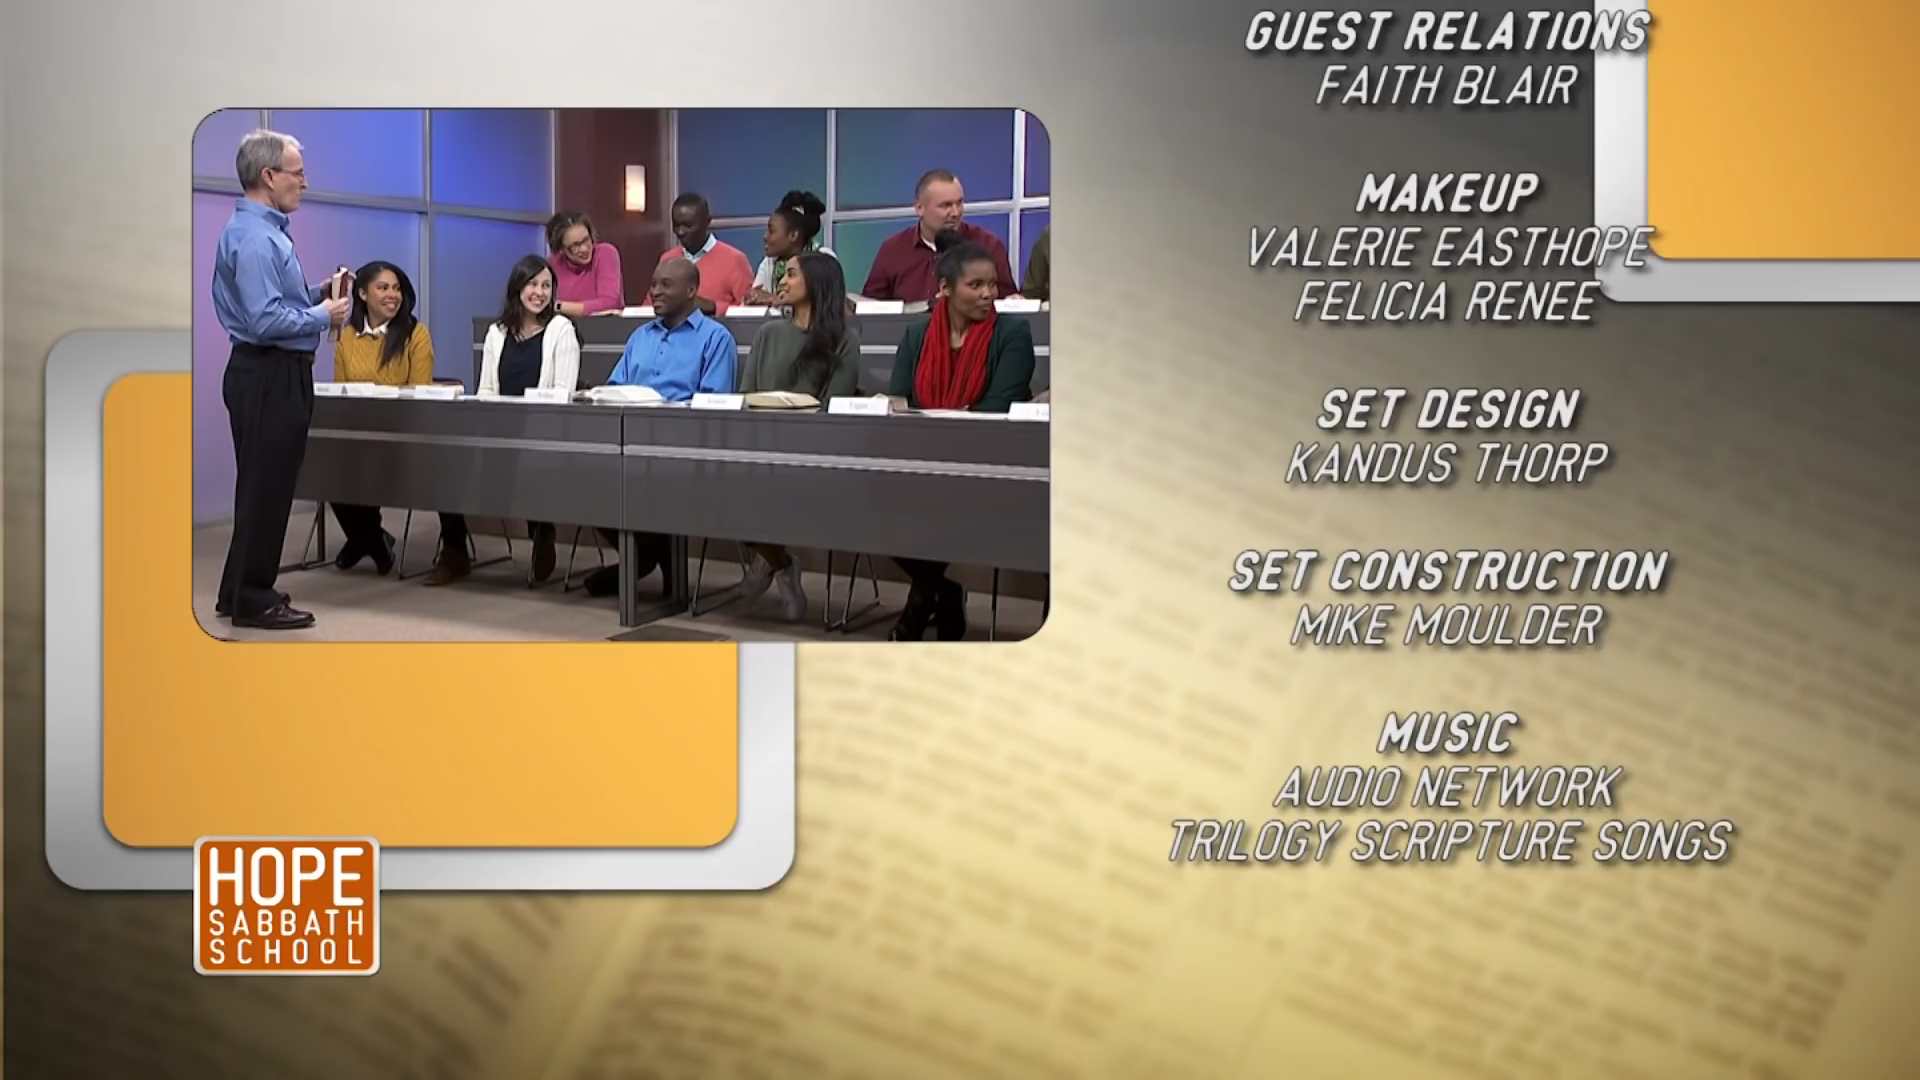 GUEST RELATIONS
FAITH BLAIR
MAKEUP
VALERIE EASTHOPE
FELICIA RENEE
SET DESIGN
KANDUS THORP
SET CONSTRUCTION
MIKE MOULDER
MUSIC
AUDIO NETWORK
TRILOGY SCRIPTURE SONGS
HOPE
SABBATH
SCHOOL